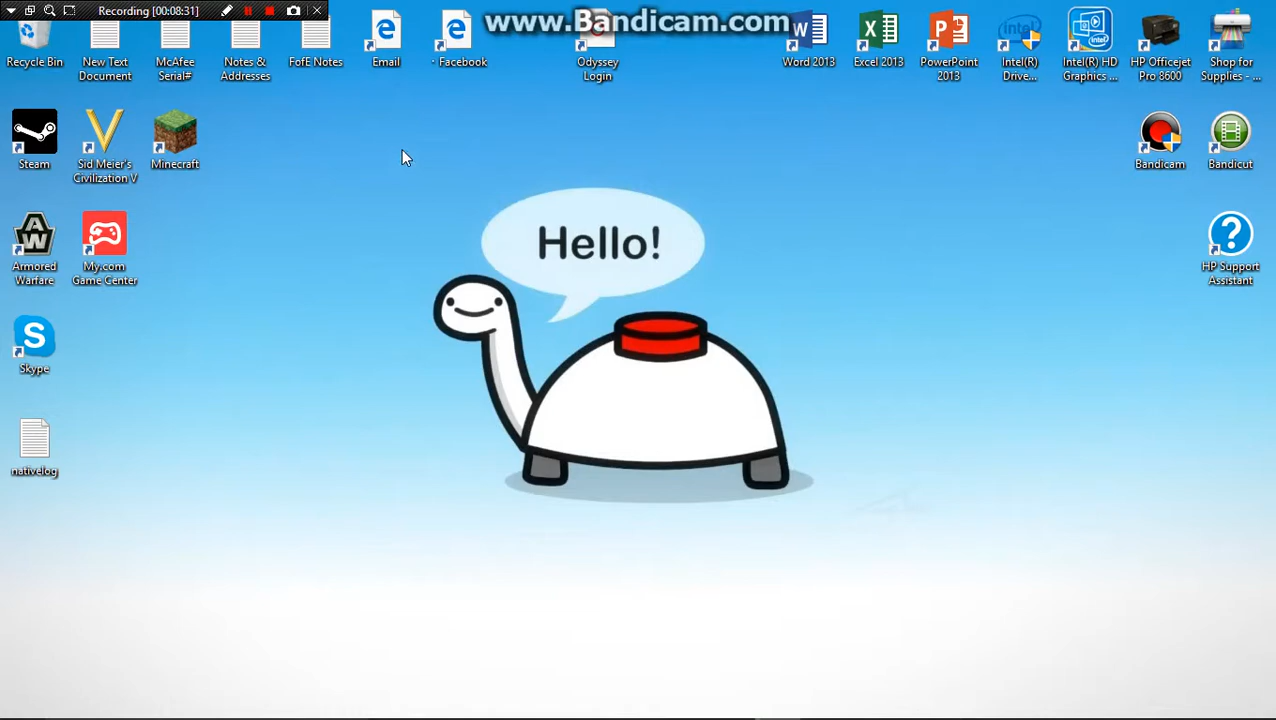 Recording [00:08:31]
www.Bandicam.com
Recycle Bin
New Text
Document
McAfee
Serial#
Notes &
Addresses
FofE Notes
Email
· Facebook
Odyssey
Login
Word 2013
Excel 2013
PowerPoint
2013
Intel(R)
Drive...
Intel(R) HD
Graphics ...
HP Officejet
Pro 8600
Shop for
Supplies - ...
Steam
Sid Meier's
Civilization V
Minecraft
Bandicam
Bandicut
Hello!
Armored
Warfare
My.com
Game Center
HP Support
Assistant
Skype
nativelog